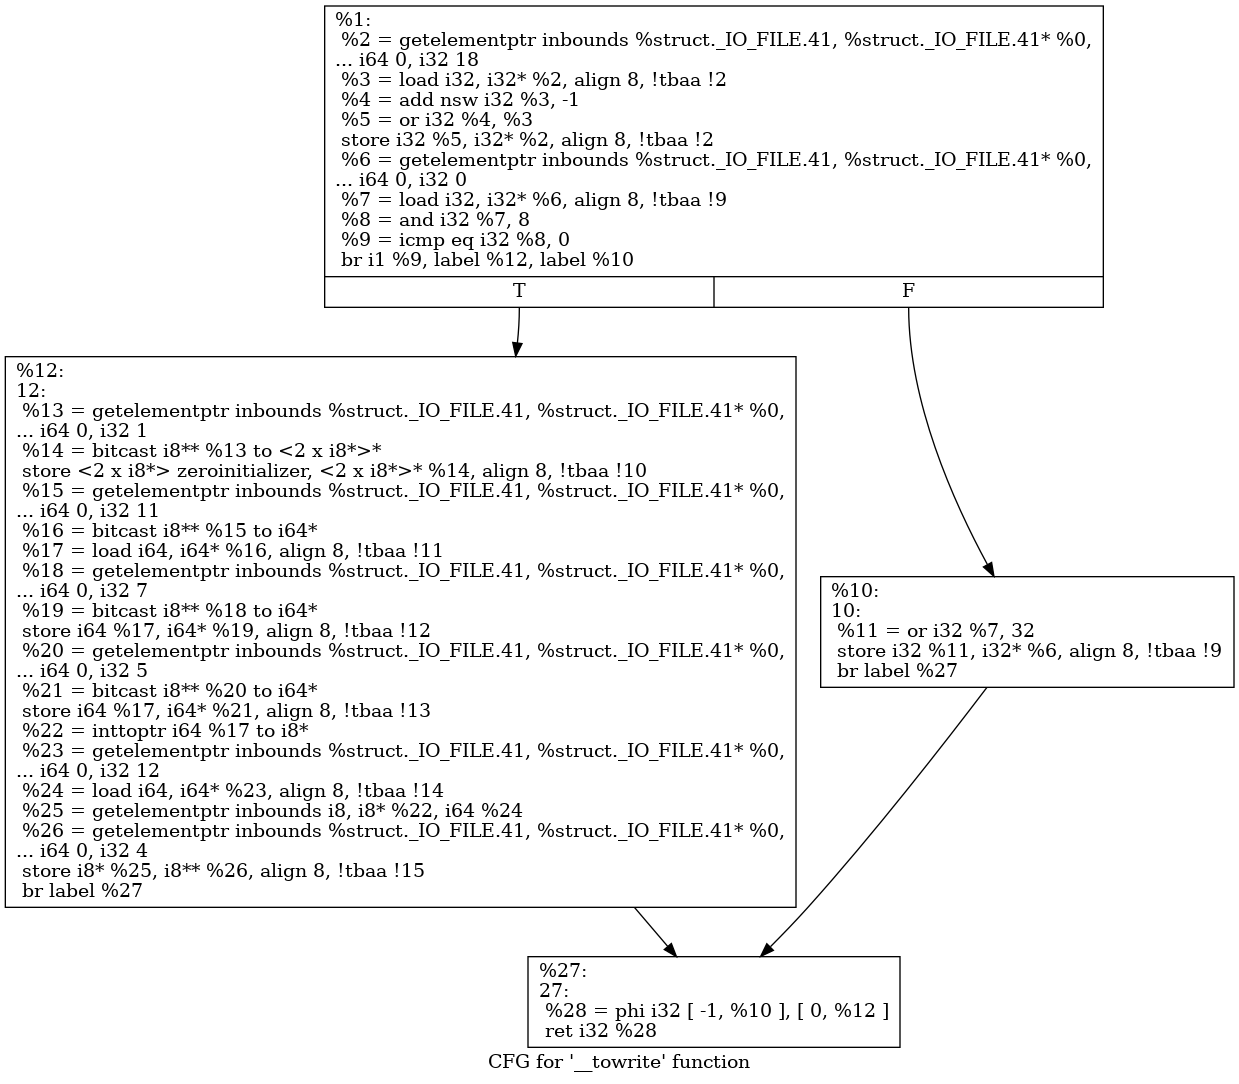 %1:
%2 = getelementptr inbounds %struct._IO_FILE.41, %struct._IO_FILE.41* %0,
... i64 0, i32 18
%3 = load i32, i32* %2, align 8, !tbaa !2
%4 = add nsw i32 %3, -1
%5 = or i32 %4, %3
store i32 %5, i32* %2, align 8, !tbaa !2
%6 = getelementptr inbounds %struct._IO_FILE.41, %struct._IO_FILE.41* %0,
... i64 0, i32 0
%7 = load i32, i32* %6, align 8, !tbaa !9
%8 = and i32 %7, 8
%9 = icmp eq i32 %8, 0
br i1 %9, label %12, label %10
T
F
%12:
12:
%13 = getelementptr inbounds %struct._IO_FILE.41, %struct._IO_FILE.41* %0,
... i64 0, i32 1
%14 = bitcast i8** %13 to <2 x i8*>*
store <2 x i8*> zeroinitializer, <2 x i8*>* %14, align 8, !tbaa !10
%15 = getelementptr inbounds %struct._IO_FILE.41, %struct._IO_FILE.41* %0,
... i64 0, i32 11
%16 = bitcast i8** %15 to i64*
%17 = load i64, i64* %16, align 8, !tbaa !11
%18 = getelementptr inbounds %struct._IO_FILE.41, %struct._IO_FILE.41* %0,
... i64 0, i32 7
%19 = bitcast i8** %18 to i64*
store i64 %17, i64* %19, align 8, !tbaa !12
%20 = getelementptr inbounds %struct._IO_FILE.41, %struct._IO_FILE.41* %0,
... i64 0, i32 5
%21 = bitcast i8** %20 to i64*
store i64 %17, i64* %21, align 8, !tbaa !13
%22 = inttoptr i64 %17 to i8*
%23 = getelementptr inbounds %struct._IO_FILE.41, %struct._IO_FILE.41* %0,
... i64 0, i32 12
%24 = load i64, i64* %23, align 8, !tbaa !14
%25 = getelementptr inbounds i8, i8* %22, i64 %24
%26 = getelementptr inbounds %struct._IO_FILE.41, %struct._IO_FILE.41* %0,
... i64 0, i32 4
store i8* %25, i8** %26, align 8, !tbaa !15
br label %27
%10:
10:
%11 = or i32 %7, 32
store i32 %11, i32* %6, align 8, !tbaa !9
br label %27
%27:
27:
%28 = phi i32 [ -1, %10 ], [ 0, %12 ]
ret i32 %28
CFG for '__towrite' function